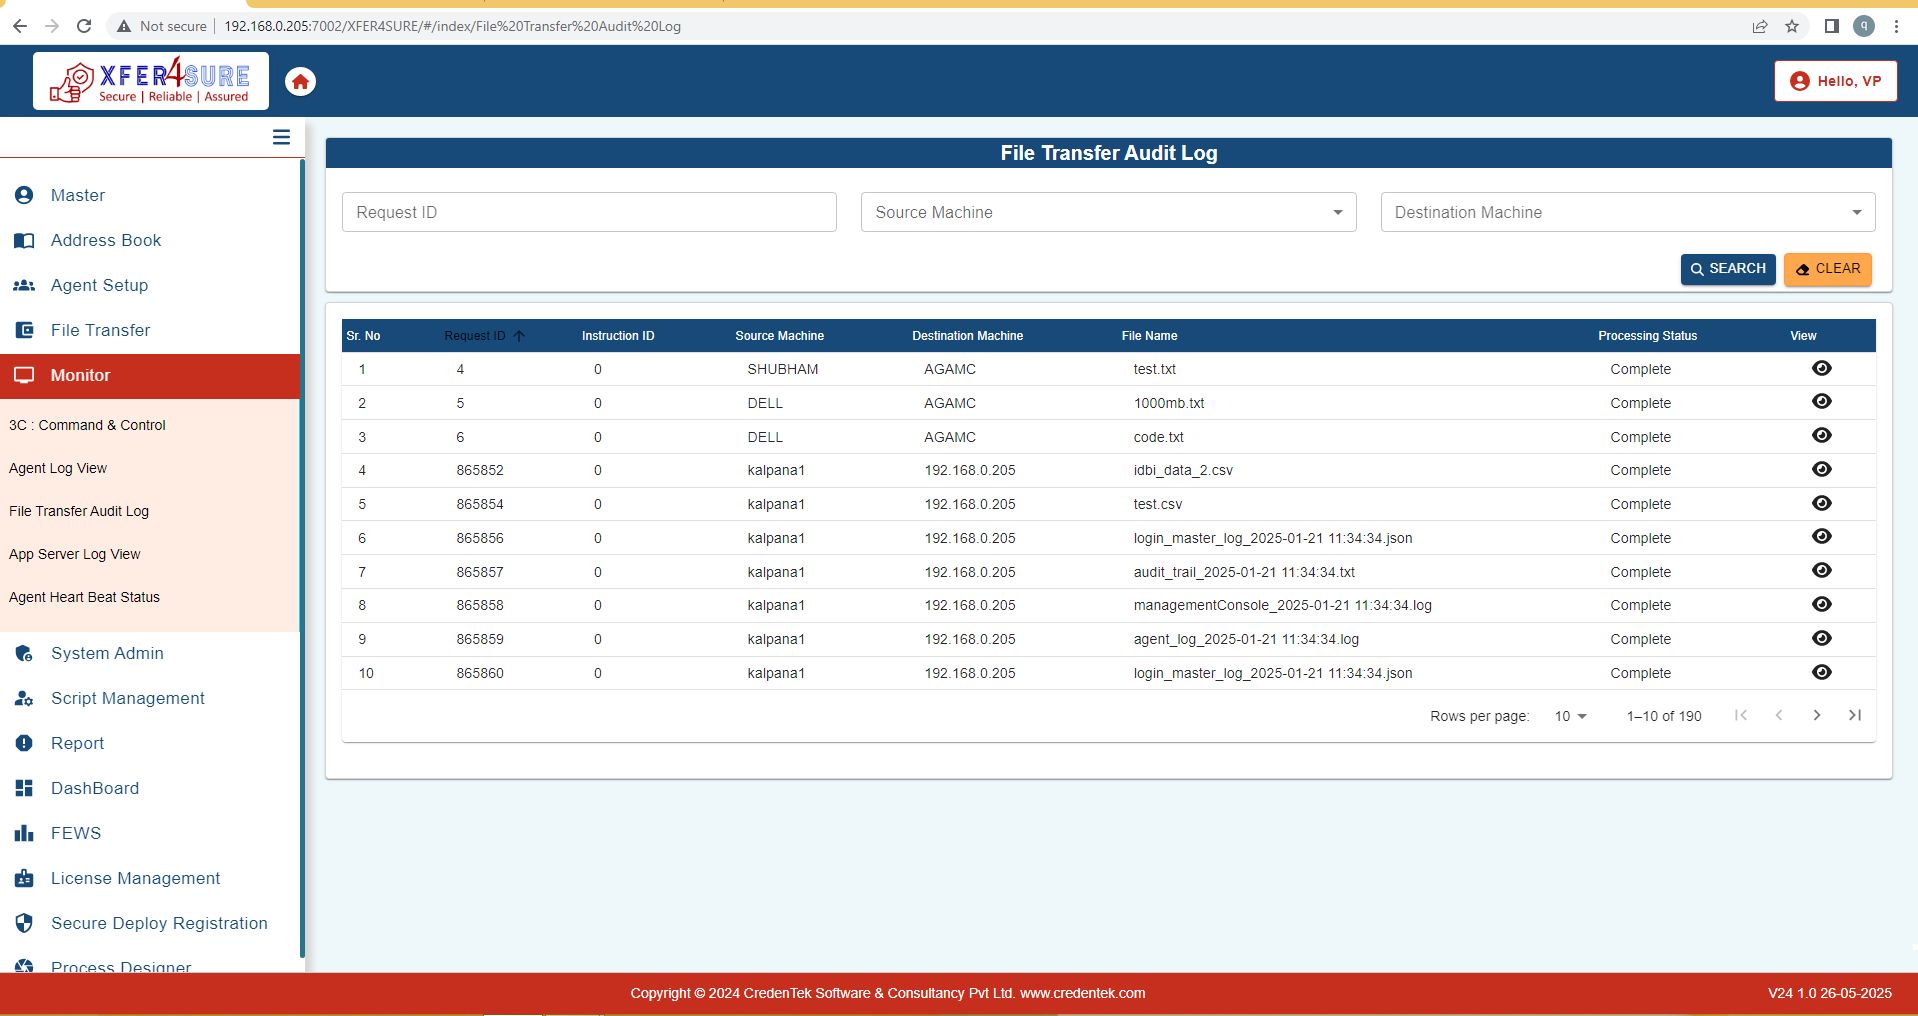 Not secure | 192.168.0.205:7002/XFER4SURE/#/index/File%20Transfer%20Audit%20Log
q
XFER4SURE
Secure | Reliable | Assured
Hello, VP
Master
Address Book
Agent Setup
File Transfer
Monitor
3C : Command & Control
Agent Log View
File Transfer Audit Log
App Server Log View
Agent Heart Beat Status
System Admin
Script Management
Report
DashBoard
FEWS
License Management
Secure Deploy Registration
Process Designer
File Transfer Audit Log
Request ID Source Machine Destination Machine
SEARCH CLEAR
Sr. No Request ID Instruction ID Source Machine Destination Machine File Name Processing Status View
1 4 0 SHUBHAM AGAMC test.txt Complete
2 5 0 DELL AGAMC 1000mb.txt Complete
3 6 0 DELL AGAMC code.txt Complete
4 865852 0 kalpana1 192.168.0.205 idbi_data_2.csv Complete
5 865854 0 kalpana1 192.168.0.205 test.csv Complete
6 865856 0 kalpana1 192.168.0.205 login_master_log_2025-01-21 11:34:34.json Complete
7 865857 0 kalpana1 192.168.0.205 audit_trail_2025-01-21 11:34:34.txt Complete
8 865858 0 kalpana1 192.168.0.205 managementConsole_2025-01-21 11:34:34.log Complete
9 865859 0 kalpana1 192.168.0.205 agent_log_2025-01-21 11:34:34.log Complete
10 865860 0 kalpana1 192.168.0.205 login_master_log_2025-01-21 11:34:34.json Complete
Rows per page: 10 1–10 of 190
Copyright © 2024 CredenTek Software & Consultancy Pvt Ltd. www.credentek.com
V24 1.0 26-05-2025